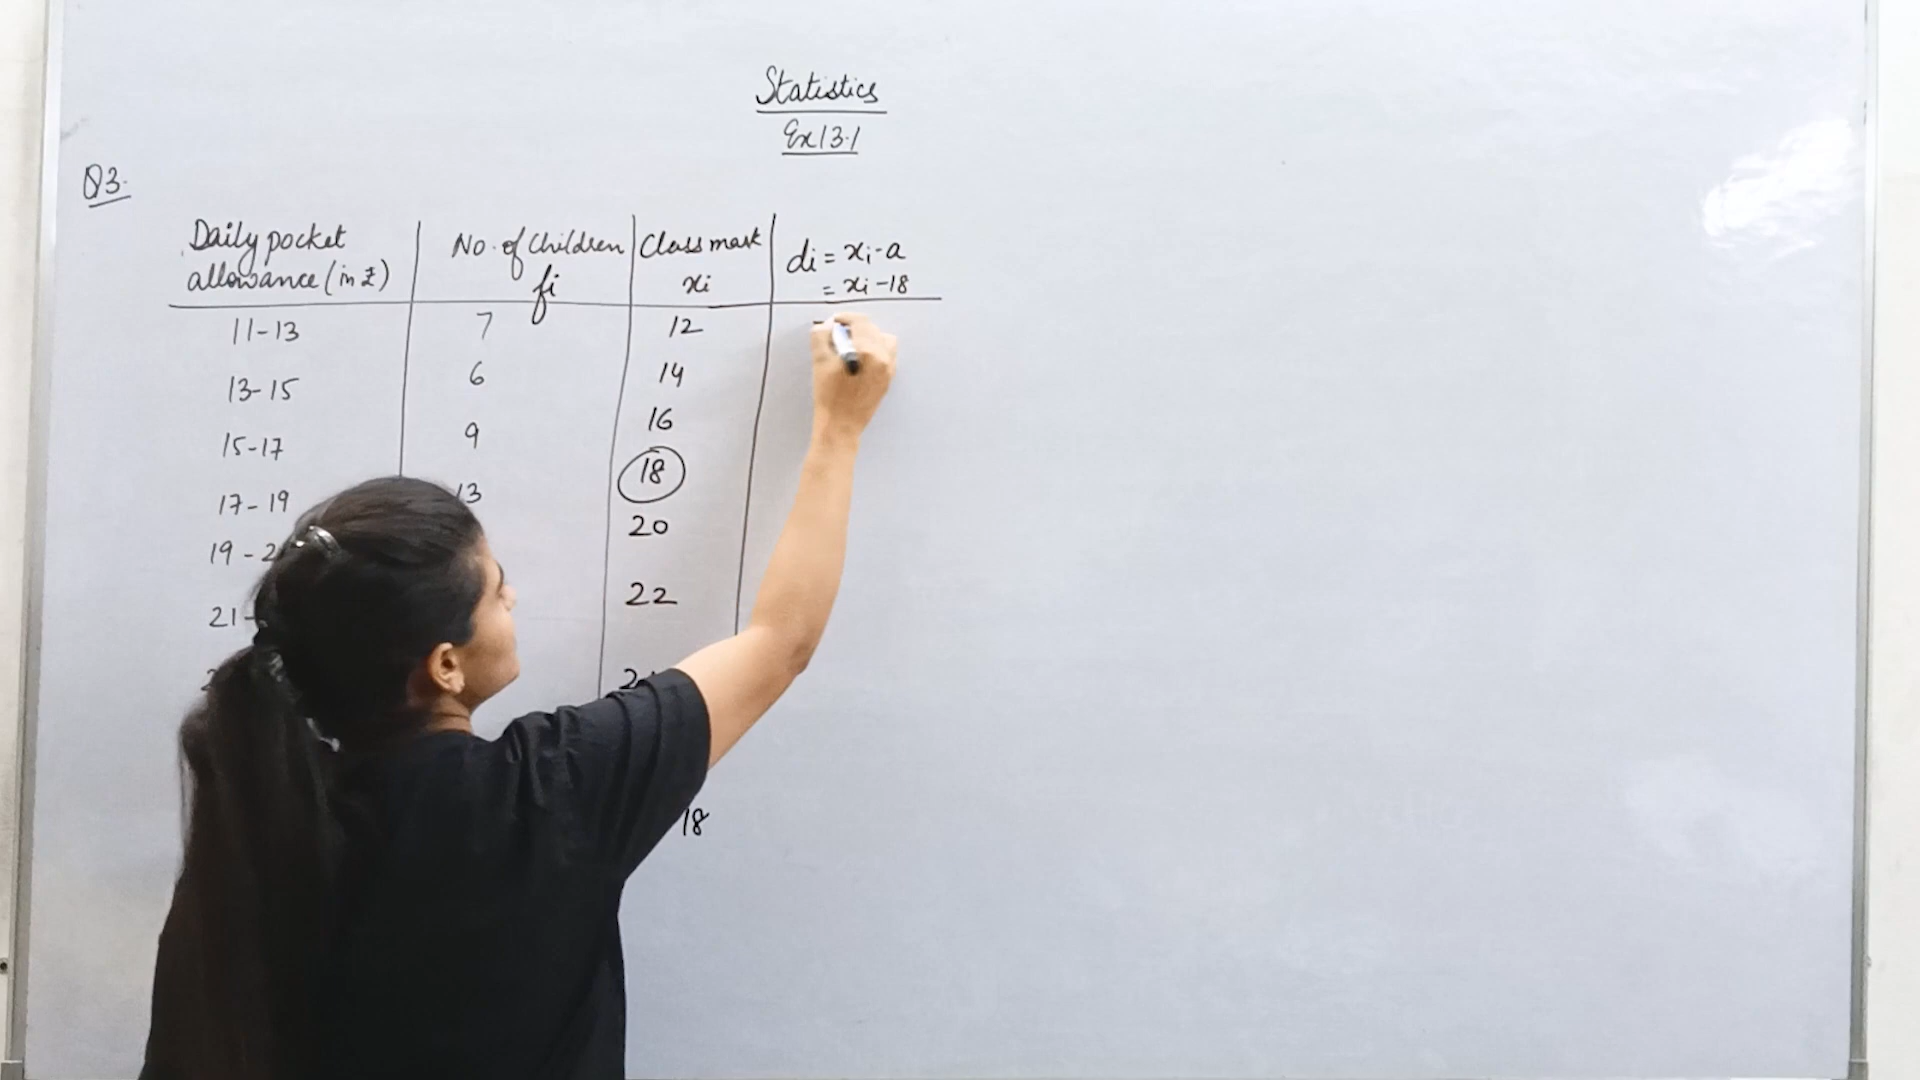 Statistics
Ex 13.1
Q3.
Daily pocket allowance (in ₹) No. of Children fi Class mark xi di = xi - a
= xi - 18
11-13 7 12 -
13-15 6 14
15-17 9 16
17-19 13 18
19-2 20
21- 22
18